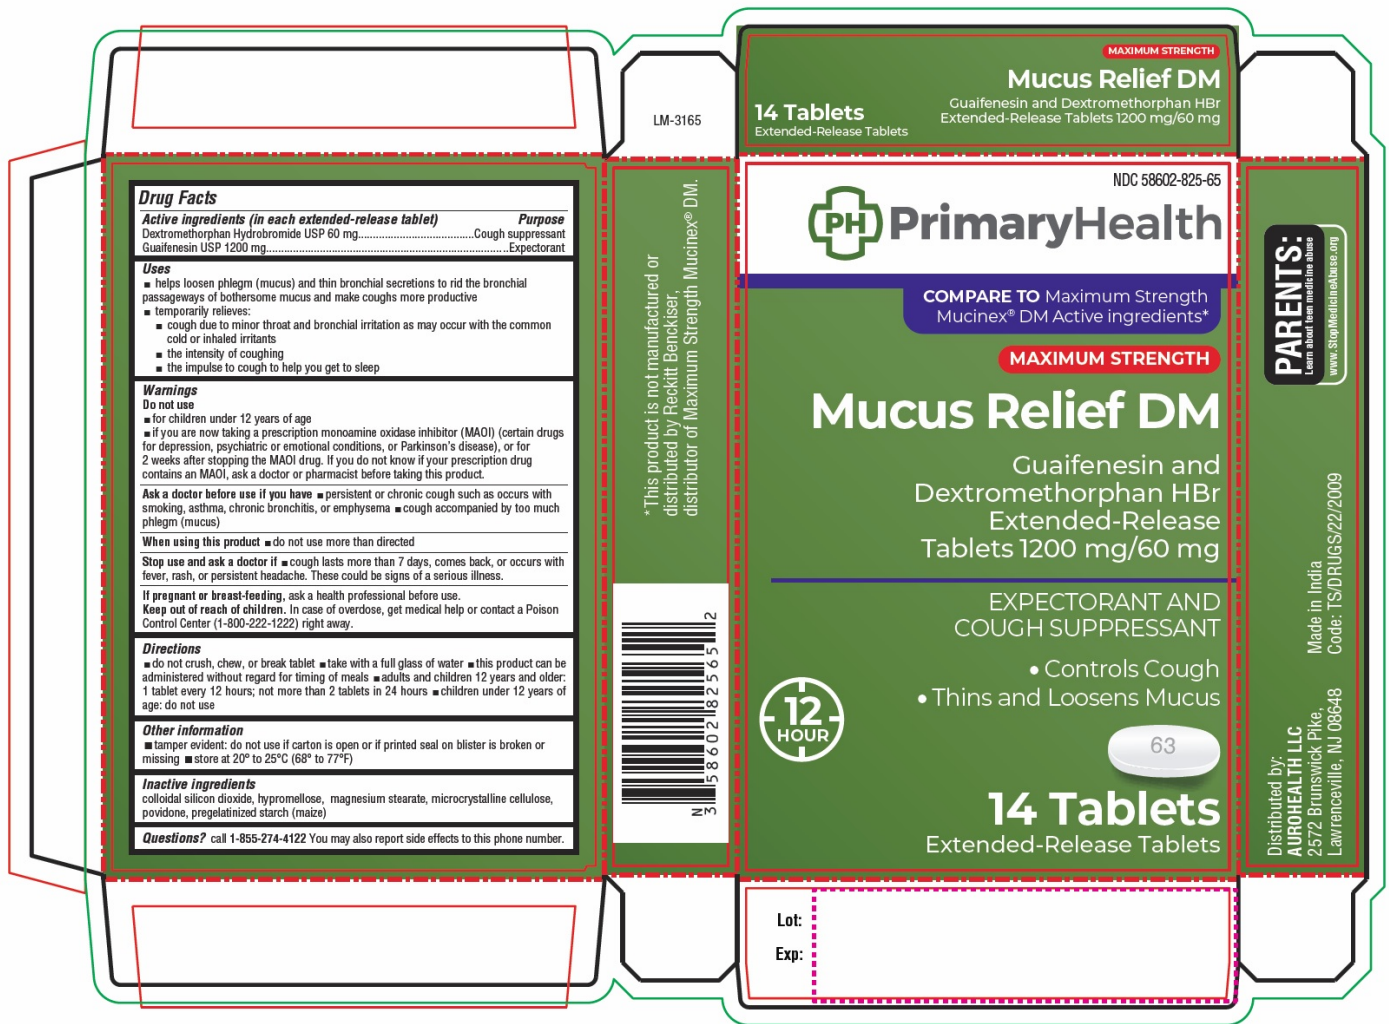 Drug Facts
Active ingredients (in each extended-release tablet) Purpose
Dextromethorphan Hydrobromide USP 60 mg......................................Cough suppressant
Guaifenesin USP 1200 mg..................................................................................Expectorant
Uses
■ helps loosen phlegm (mucus) and thin bronchial secretions to rid the bronchial
passageways of bothersome mucus and make coughs more productive
■ temporarily relieves:
■ cough due to minor throat and bronchial irritation as may occur with the common
cold or inhaled irritants
■ the intensity of coughing
■ the impulse to cough to help you get to sleep
Warnings
Do not use
■ for children under 12 years of age
■ if you are now taking a prescription monoamine oxidase inhibitor (MAOI) (certain drugs
for depression, psychiatric or emotional conditions, or Parkinson's disease), or for
2 weeks after stopping the MAOI drug. If you do not know if your prescription drug
contains an MAOI, ask a doctor or pharmacist before taking this product.
Ask a doctor before use if you have ■ persistent or chronic cough such as occurs with
smoking, asthma, chronic bronchitis, or emphysema ■ cough accompanied by too much
phlegm (mucus)
When using this product ■ do not use more than directed
Stop use and ask a doctor if ■ cough lasts more than 7 days, comes back, or occurs with
fever, rash, or persistent headache. These could be signs of a serious illness.
If pregnant or breast-feeding, ask a health professional before use.
Keep out of reach of children. In case of overdose, get medical help or contact a Poison
Control Center (1-800-222-1222) right away.
Directions
■ do not crush, chew, or break tablet ■ take with a full glass of water ■ this product can be
administered without regard for timing of meals ■ adults and children 12 years and older:
1 tablet every 12 hours; not more than 2 tablets in 24 hours ■ children under 12 years of
age: do not use
Other information
■ tamper evident: do not use if carton is open or if printed seal on blister is broken or
missing ■ store at 20° to 25°C (68° to 77°F)
Inactive ingredients
colloidal silicon dioxide, hypromellose, magnesium stearate, microcrystalline cellulose,
povidone, pregelatinized starch (maize)
Questions? call 1-855-274-4122 You may also report side effects to this phone number.
LM-3165
*This product is not manufactured or
distributed by Reckitt Benckiser,
distributor of Maximum Strength Mucinex® DM.
N
3 58602 82565 2
MAXIMUM STRENGTH
Mucus Relief DM
Guaifenesin and Dextromethorphan HBr
Extended-Release Tablets 1200 mg/60 mg
14 Tablets
Extended-Release Tablets
NDC 58602-825-65
PH PrimaryHealth
COMPARE TO Maximum Strength
Mucinex® DM Active ingredients*
MAXIMUM STRENGTH
Mucus Relief DM
Guaifenesin and
Dextromethorphan HBr
Extended-Release
Tablets 1200 mg/60 mg
EXPECTORANT AND
COUGH SUPPRESSANT
• Controls Cough
• Thins and Loosens Mucus
12
HOUR
63
14 Tablets
Extended-Release Tablets
Lot:
Exp:
PARENTS:
Learn about teen medicine abuse
www.StopMedicineAbuse.org
Made in India
Code: TS/DRUGS/22/2009
Distributed by:
AUROHEALTH LLC
2572 Brunswick Pike,
Lawrenceville, NJ 08648